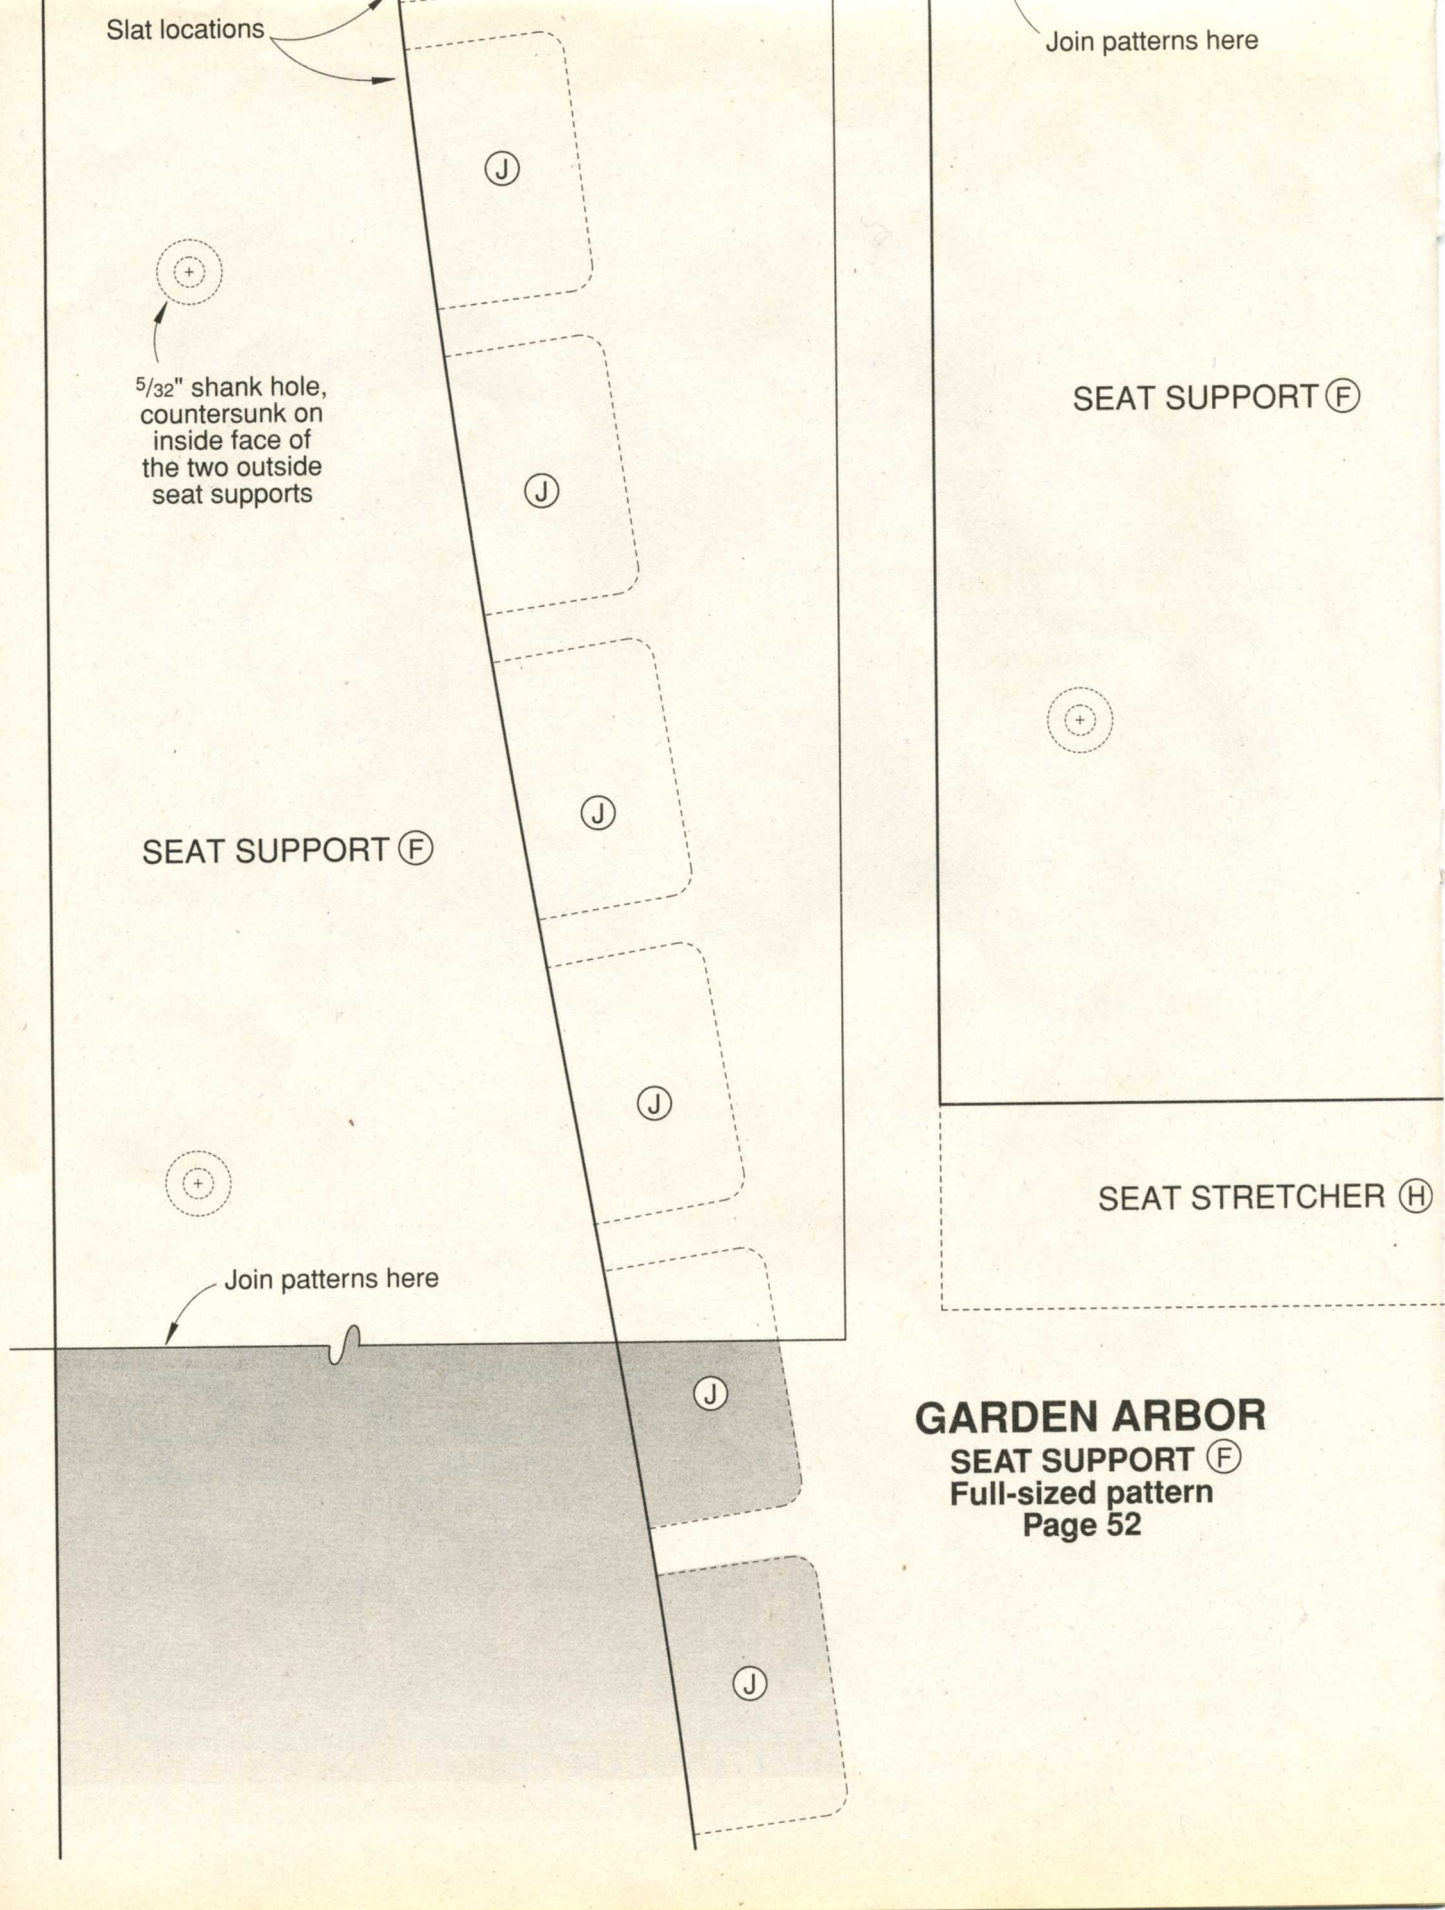 Slat locations
Join patterns here
J
5/32" shank hole,
countersunk on
inside face of
the two outside
seat supports
SEAT SUPPORT F
J
J
SEAT SUPPORT F
J
Join patterns here
J
J
SEAT STRETCHER H
GARDEN ARBOR
SEAT SUPPORT F
Full-sized pattern
Page 52